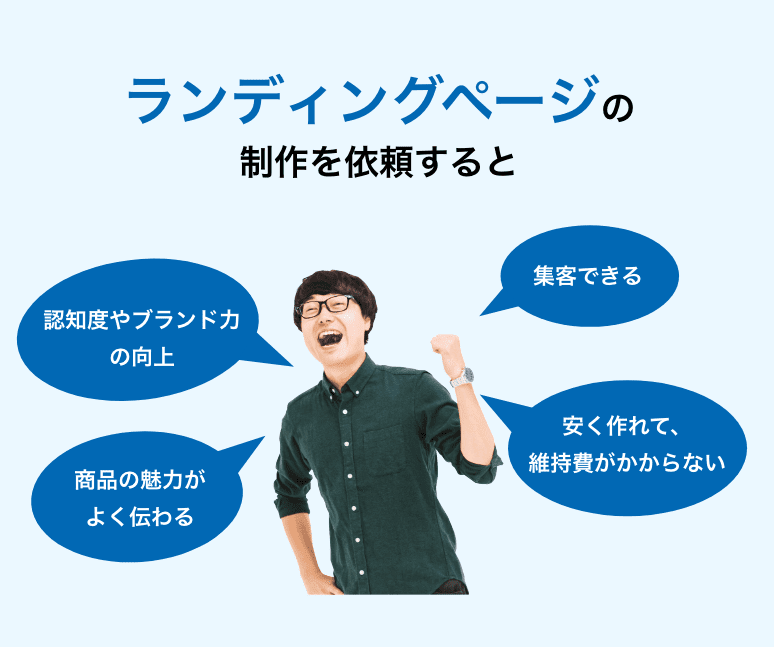 ランディングページの
制作を依頼すると
集客できる
認知度やブランド力
の向上
安く作れて、
維持費がかからない
商品の魅力が
よく伝わる